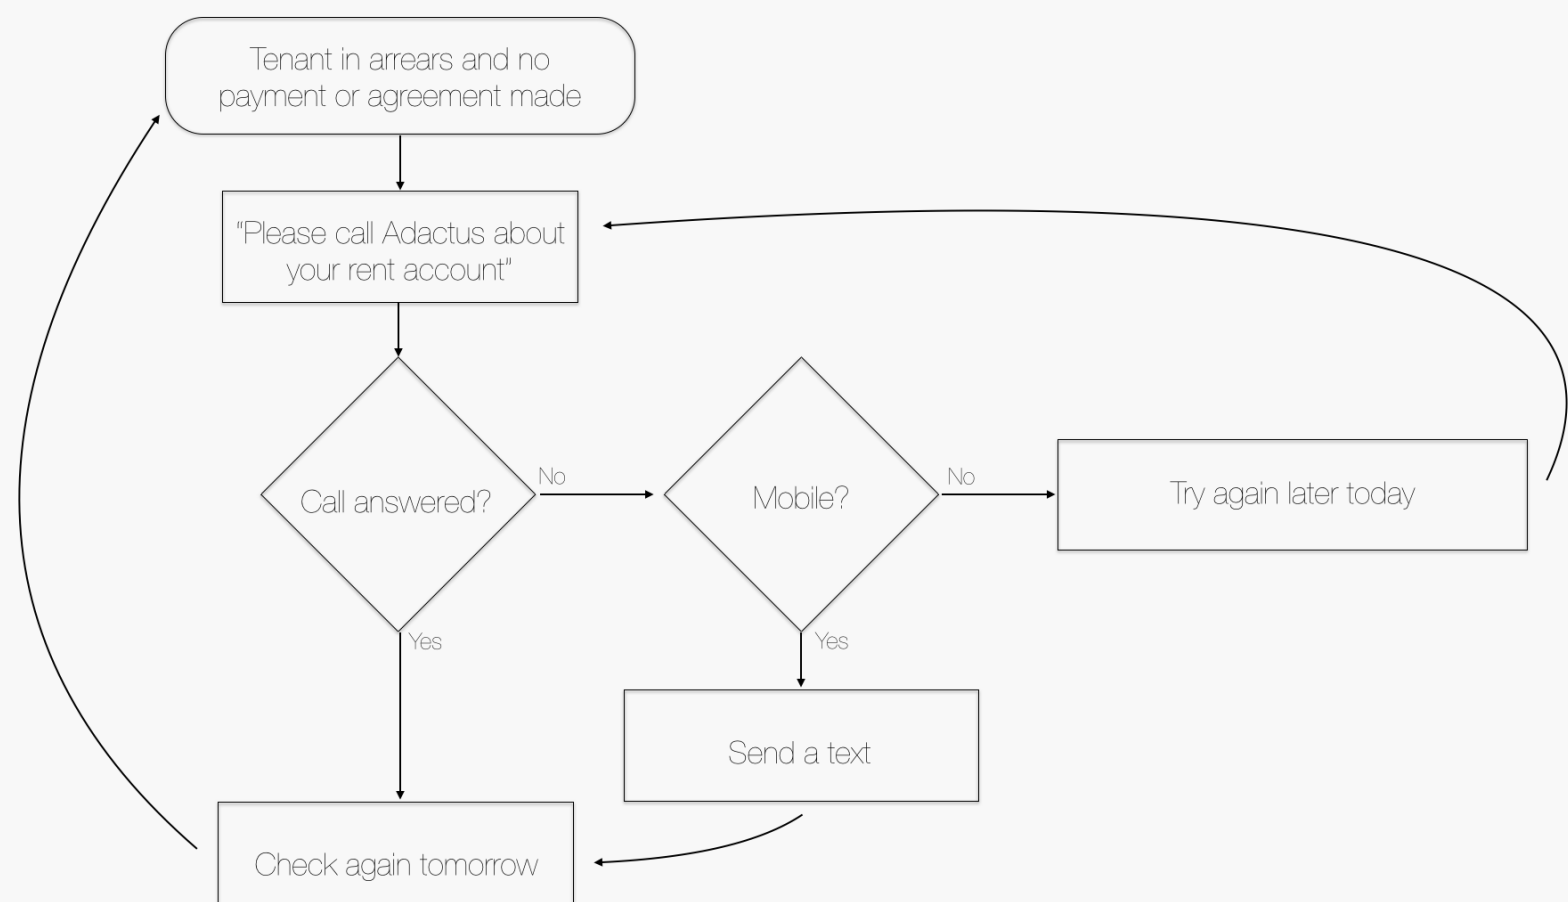 Tenant in arrears and no
payment or agreement made
“Please call Adactus about
your rent account”
Call answered?
No
Mobile?
No
Try again later today
Yes
Yes
Send a text
Check again tomorrow